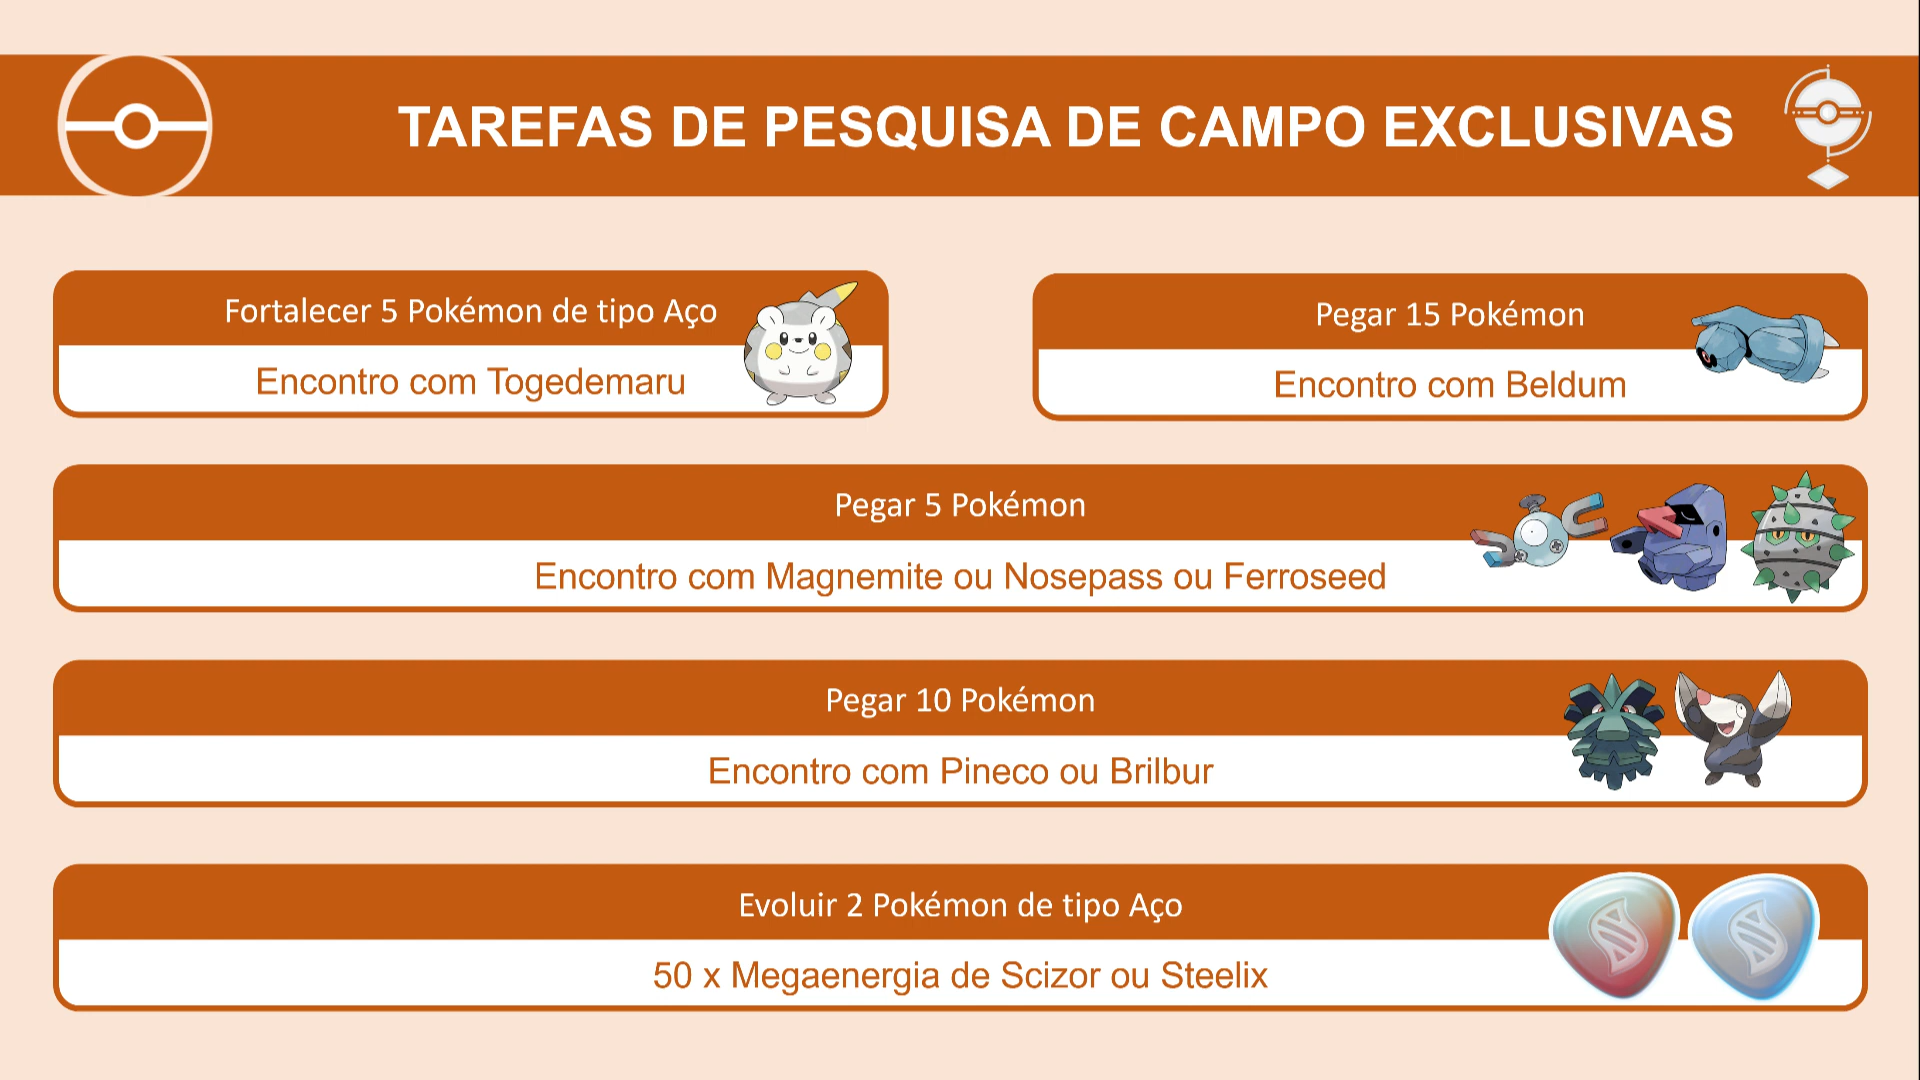 TAREFAS DE PESQUISA DE CAMPO EXCLUSIVAS
Fortalecer 5 Pokémon de tipo Aço
Encontro com Togedemaru
Pegar 15 Pokémon
Encontro com Beldum
Pegar 5 Pokémon
Encontro com Magnemite ou Nosepass ou Ferroseed
Pegar 10 Pokémon
Encontro com Pineco ou Brilbur
Evoluir 2 Pokémon de tipo Aço
50 x Megaenergia de Scizor ou Steelix